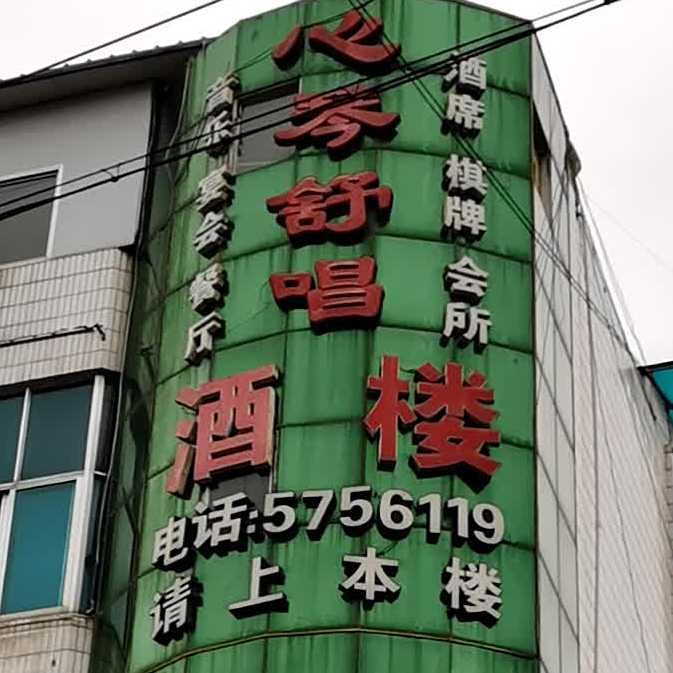 心琴舒唱
酒楼
音乐宴会餐厅
酒席 棋牌 会所
电话:5756119
请上本楼